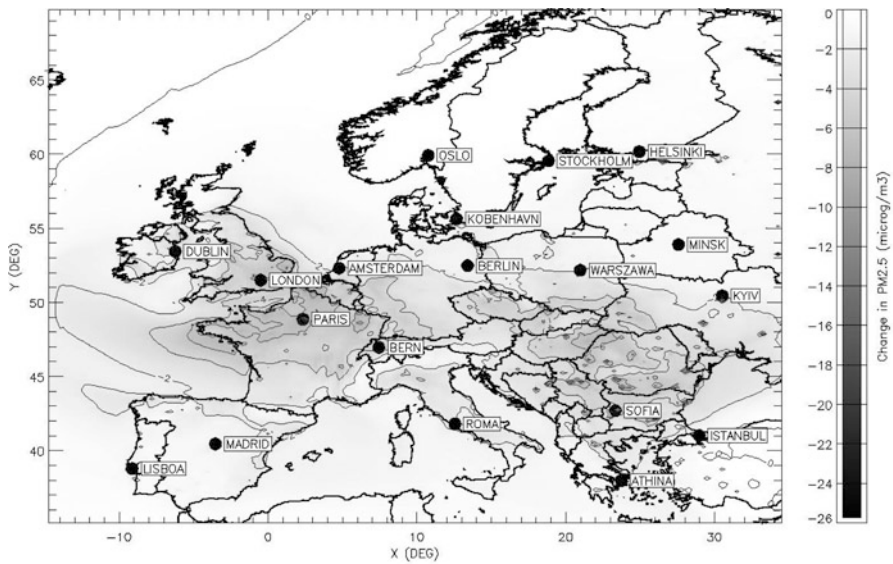 65
60
55
50
45
40
Y (DEG)
-10
0
10
20
30
X (DEG)
OSLO
STOCKHOLM
HELSINKI
KOBENHAVN
DUBLIN
MINSK
AMSTERDAM
BERLIN
WARSZAWA
LONDON
KYIV
PARIS
BERN
-2
SOFIA
ROMA
ISTANBUL
MADRID
LISBOA
ATHINA
0
-2
-4
-6
-8
-10
-12
-14
-16
-18
-20
-22
-24
-26
Change in PM2.5 (microg/m3)